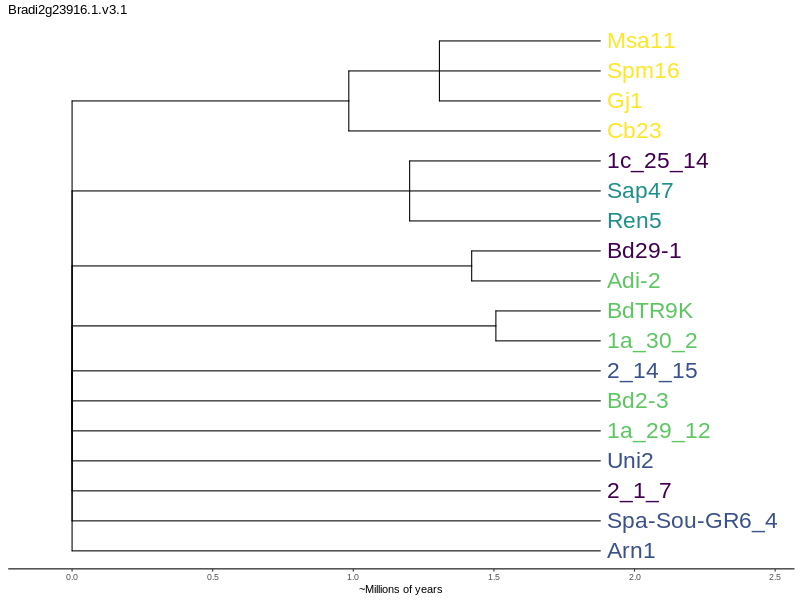 Bradi2g23916.1.v3.1
Msa11
Spm16
Gj1
Cb23
1c_25_14
Sap47
Ren5
Bd29-1
Adi-2
BdTR9K
1a_30_2
2_14_15
Bd2-3
1a_29_12
Uni2
2_1_7
Spa-Sou-GR6_4
Arn1
0.0 0.5 1.0 1.5 2.0 2.5
~Millions of years